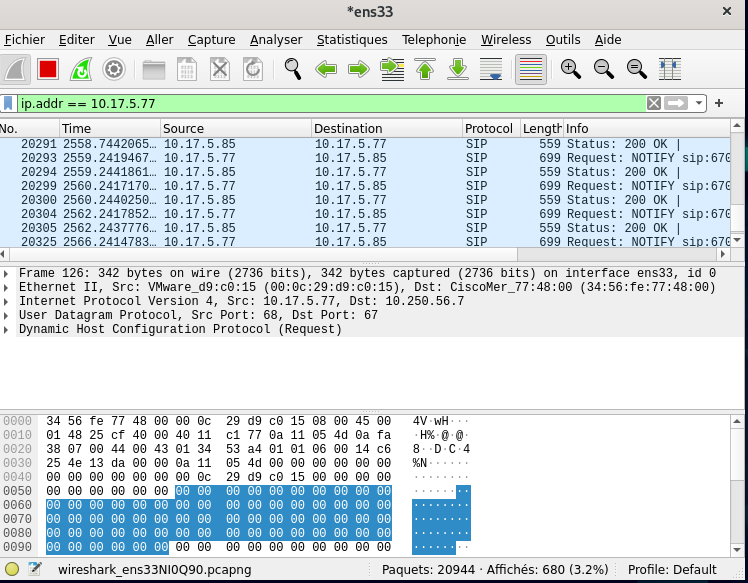 *ens33
Fichier Editer Vue Aller Capture Analyser Statistiques Telephonie Wireless Outils Aide
ip.addr == 10.17.5.77
No. Time Source Destination Protocol Length Info
20291 2558.7442065… 10.17.5.85 10.17.5.77 SIP 559 Status: 200 OK |
20293 2559.2419467… 10.17.5.77 10.17.5.85 SIP 699 Request: NOTIFY sip:670
20294 2559.2441861… 10.17.5.85 10.17.5.77 SIP 559 Status: 200 OK |
20299 2560.2417170… 10.17.5.77 10.17.5.85 SIP 699 Request: NOTIFY sip:670
20300 2560.2440250… 10.17.5.85 10.17.5.77 SIP 559 Status: 200 OK |
20304 2562.2417852… 10.17.5.77 10.17.5.85 SIP 699 Request: NOTIFY sip:670
20305 2562.2437776… 10.17.5.85 10.17.5.77 SIP 559 Status: 200 OK |
20325 2566.2414783… 10.17.5.77 10.17.5.85 SIP 699 Request: NOTIFY sip:670
Frame 126: 342 bytes on wire (2736 bits), 342 bytes captured (2736 bits) on interface ens33, id 0
Ethernet II, Src: VMware_d9:c0:15 (00:0c:29:d9:c0:15), Dst: CiscoMer_77:48:00 (34:56:fe:77:48:00)
Internet Protocol Version 4, Src: 10.17.5.77, Dst: 10.250.56.7
User Datagram Protocol, Src Port: 68, Dst Port: 67
Dynamic Host Configuration Protocol (Request)
0000 34 56 fe 77 48 00 00 0c 29 d9 c0 15 08 00 45 00 4V·wH··· ········
0010 01 48 25 cf 40 00 40 11 c1 77 0a 11 05 4d 0a fa ·H%·@·@· ········
0020 38 07 00 44 00 43 01 34 53 a4 01 01 06 00 14 c6 8··D·C·4 ········
0030 25 4e 13 da 00 00 0a 11 05 4d 00 00 00 00 00 00 %N······ ········
0040 00 00 00 00 00 00 00 0c 29 d9 c0 15 00 00 00 00 ········
0050 00 00 00 00 00 00 00 00 00 00 00 00 00 00 00 00 ········
0060 00 00 00 00 00 00 00 00 00 00 00 00 00 00 00 00 ········
0070 00 00 00 00 00 00 00 00 00 00 00 00 00 00 00 00 ········
0080 00 00 00 00 00 00 00 00 00 00 00 00 00 00 00 00 ········
0090 00 00 00 00 00 00 00 00 00 00 00 00 00 00 00 00 ········
wireshark_ens33NI0Q90.pcapng Paquets: 20944 · Affichés: 680 (3.2%) Profile: Default